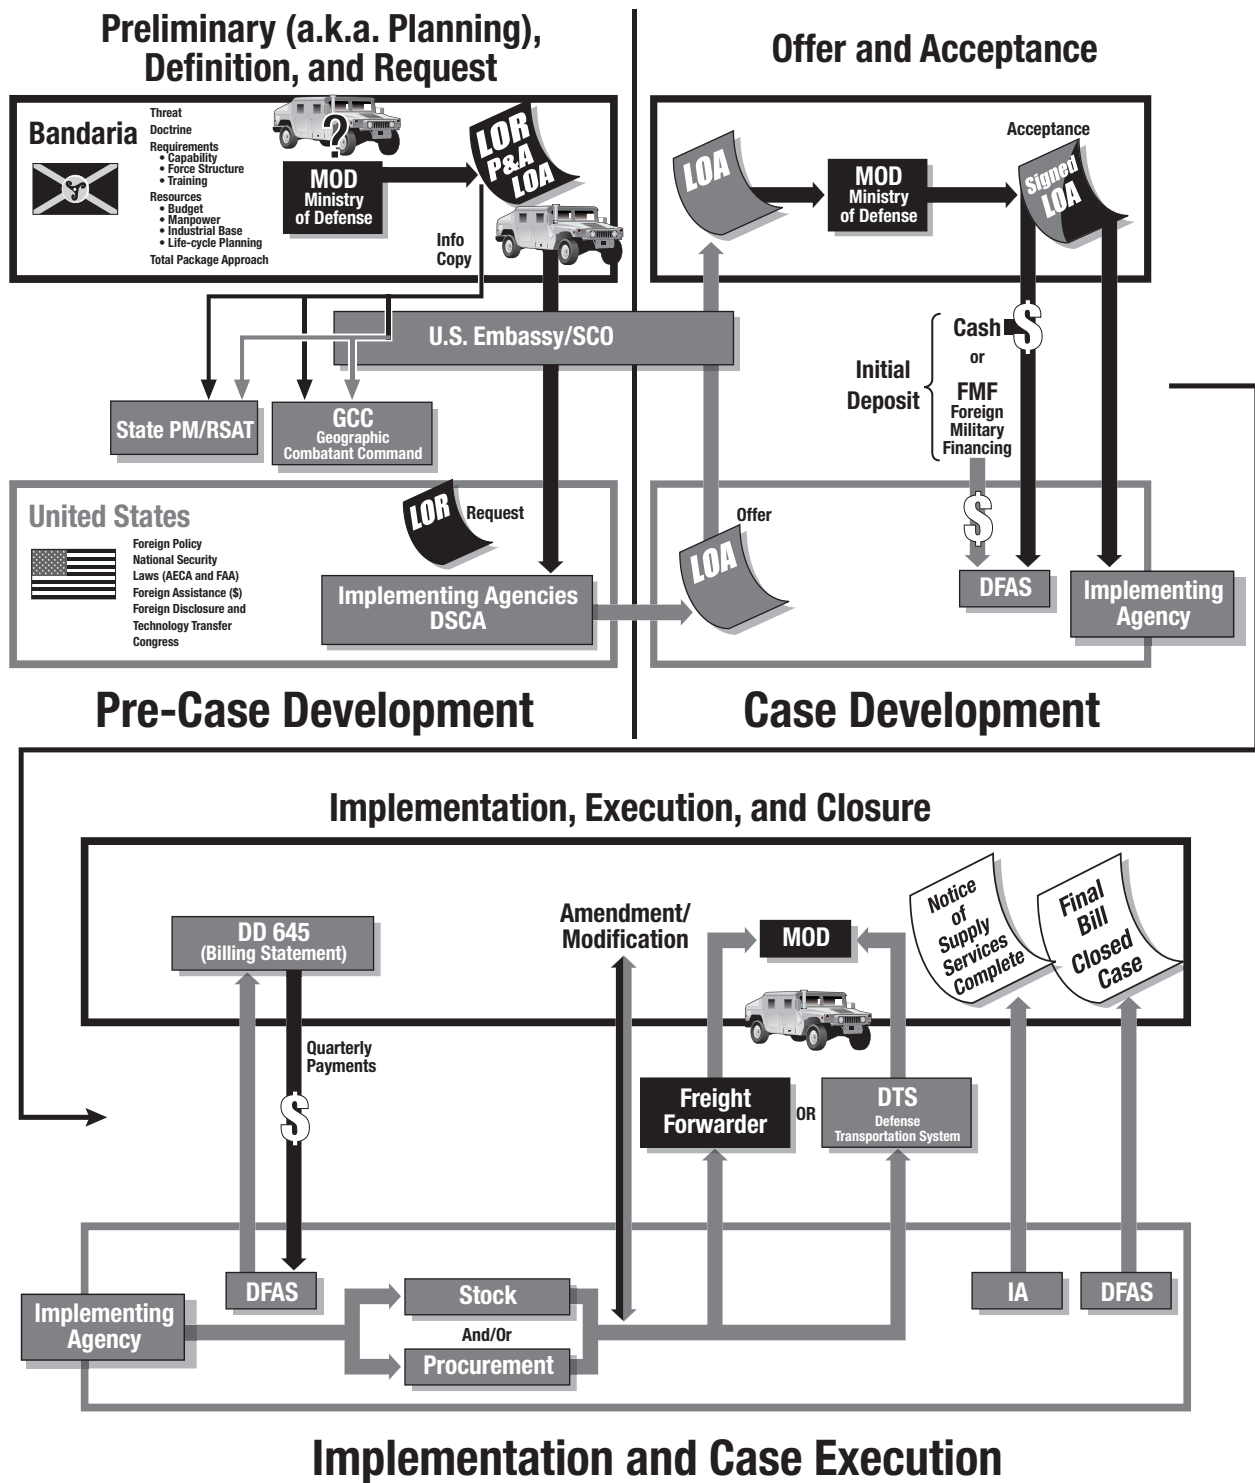 Preliminary (a.k.a. Planning),
Definition, and Request
Offer and Acceptance
Bandaria
Threat
Doctrine
Requirements
• Capability
• Force Structure
• Training
Resources
• Budget
• Manpower
• Industrial Base
• Life-cycle Planning
Total Package Approach
?
MOD
Ministry
of Defense
LOR
P&A
LOA
Info
Copy
LOA
MOD
Ministry
of Defense
Acceptance
Signed
LOA
U.S. Embassy/SCO
State PM/RSAT
GCC
Geographic
Combatant Command
Initial
Deposit
Cash
$
or
FMF
Foreign
Military
Financing
$
United States
Foreign Policy
National Security
Laws (AECA and FAA)
Foreign Assistance ($)
Foreign Disclosure and
Technology Transfer
Congress
LOR
Request
Implementing Agencies
DSCA
Offer
LOA
DFAS
Implementing
Agency
Pre-Case Development
Case Development
Implementation, Execution, and Closure
DD 645
(Billing Statement)
Quarterly
Payments
$
Amendment/
Modification
MOD
Notice
of
Supply
Services
Complete
Final
Bill
Closed
Case
Freight
Forwarder
OR
DTS
Defense
Transportation System
Implementing
Agency
DFAS
Stock
And/Or
Procurement
IA
DFAS
Implementation and Case Execution